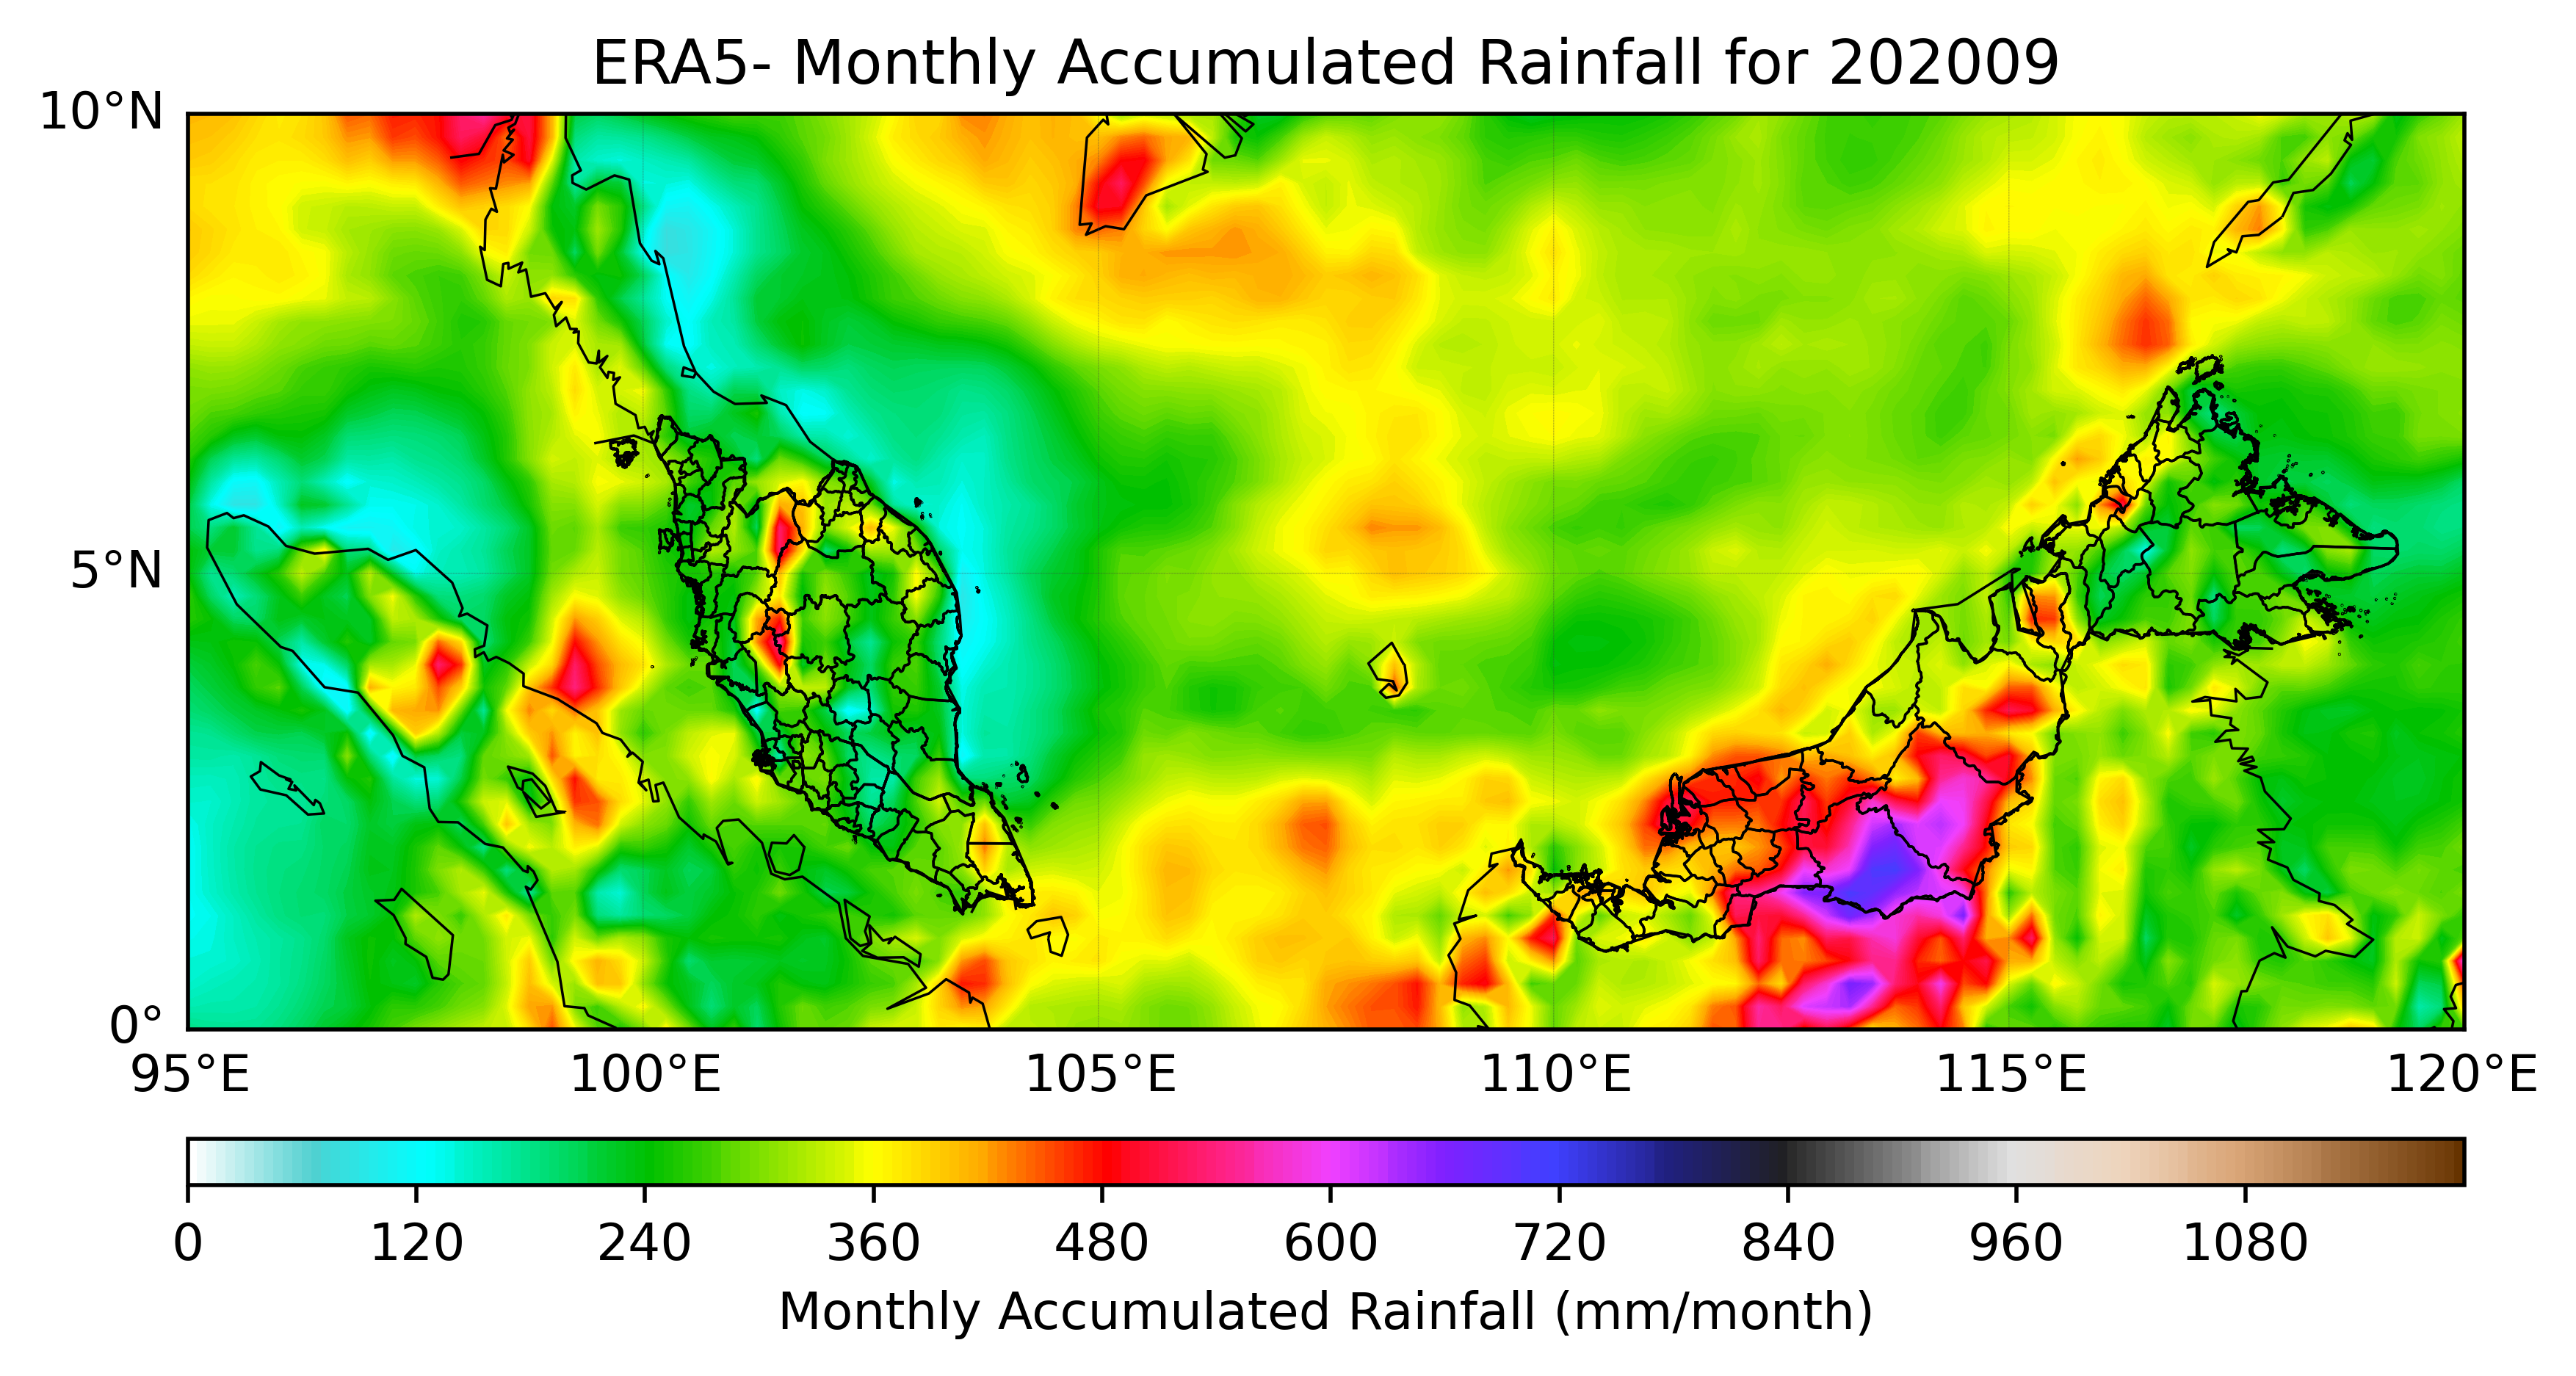 ERA5- Monthly Accumulated Rainfall for 202009
10°N
5°N
0°
95°E 100°E 105°E 110°E 115°E 120°E
0 120 240 360 480 600 720 840 960 1080
Monthly Accumulated Rainfall (mm/month)